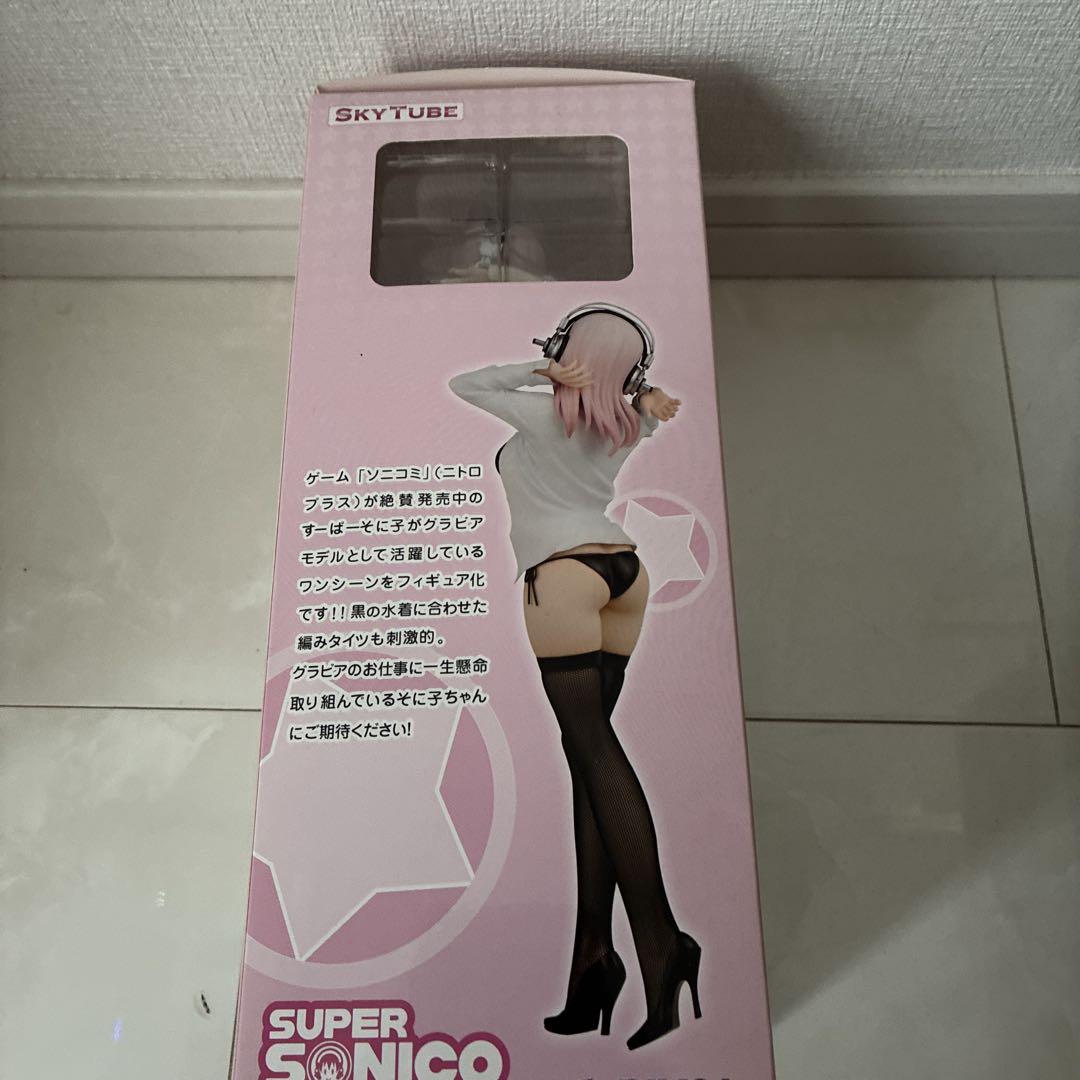 SKYTUBE
ゲーム「ソニコミ」(ニトロ
プラス)が絶賛発売中の
すーぱーそに子がグラビア
モデルとして活躍している
ワンシーンをフィギュア化
です!!黒の水着に合わせた
編みタイツも刺激的。
グラビアのお仕事に一生懸命
取り組んでいるそに子ちゃん
にご期待ください!
SUPER
SONICO